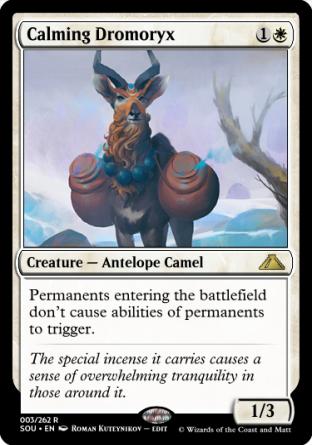 Calming Dromoryx 1
Creature — Antelope Camel
Permanents entering the battlefield
don't cause abilities of permanents
to trigger.
The special incense it carries causes a
sense of overwhelming tranquility in
those around it.
1/3
003/262 R
SOU • EN Roman Kuteynikov — EDIT
© Wizards of the Coast and Matt